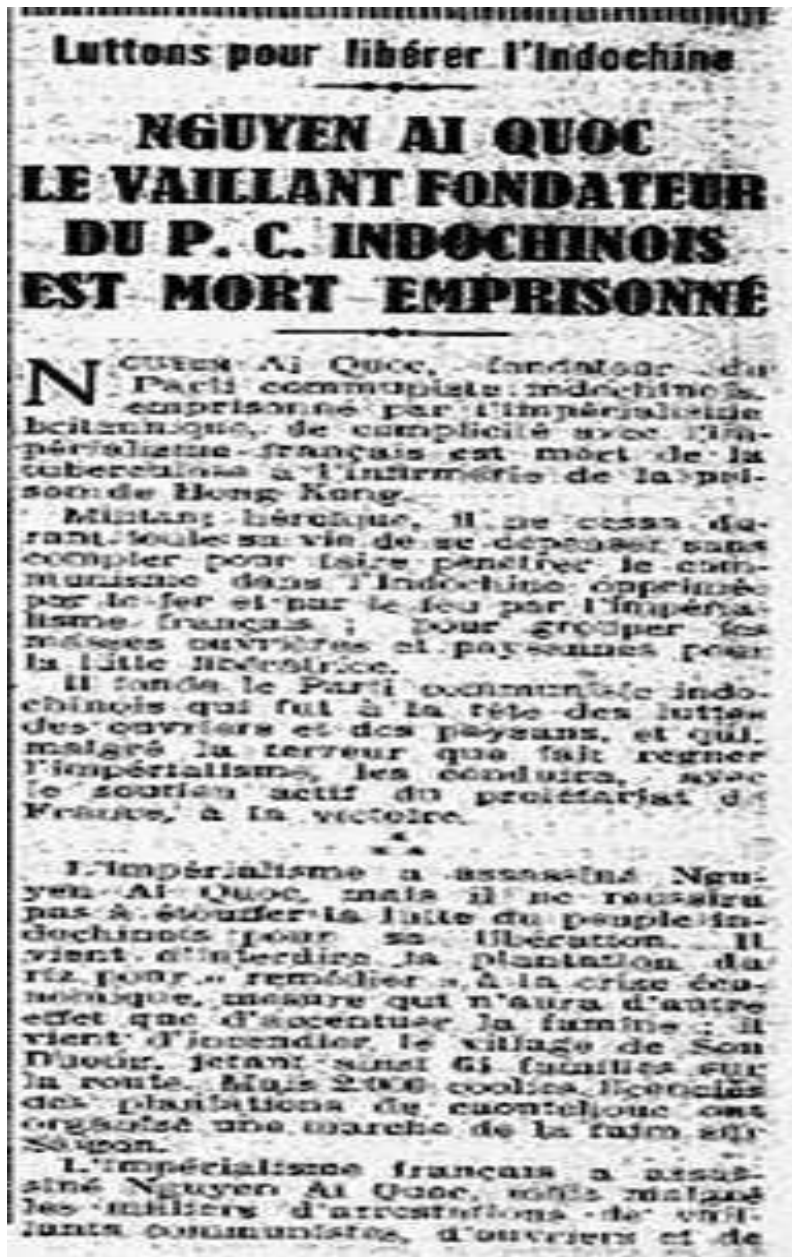 Luttons pour libérer l'Indochine
NGUYEN AI QUOC
LE VAILLANT FONDATEUR
DU P. C. INDOCHINOIS
EST MORT EMPRISONNÉ
NGUYEN AI QUOC, fondateur du
Parti communiste indochinois,
emprisonné par l'impérialisme
britannique, de complicité avec l'im-
périalisme français est mort de la
tuberculose à l'infirmerie de la pri-
son de Hong Kong.
Militant héroïque, il ne cessa du-
rant toute sa vie de se dépenser sans
compter pour faire pénétrer le com-
munisme dans l'Indochine opprimée
par le fer et par le feu par l'impéria-
lisme français ; pour grouper les
masses ouvrières et paysannes pour
la lutte libératrice.
Il fonda le Parti communiste indo-
chinois qui fut à la tête des luttes
des ouvriers et des paysans, et qui,
malgré la terreur que fait régner
l'impérialisme, les conduira, avec
le soutien actif du prolétariat de
France, à la victoire.
L'impérialisme a assassiné Ngu-
yen Ai Quoc, mais il ne réussira
pas à étouffer la lutte du peuple in-
dochinois pour sa libération. Il
vient d'interdire la plantation du
riz pour « remédier » à la crise éco-
nomique, mesure qui n'aura d'autre
effet que d'accentuer la famine ; il
vient d'incendier le village de Son
jetant ainsi 61 familles sur
la route. Mais 2.000 coolies licenciés
des plantations de caoutchouc ont
organisé une marche de la faim sur
Saïgon.
L'impérialisme français a assas-
siné Nguyen Ai Quoc, mais malgré
les milliers d'arrestations de vail-
lants communistes, d'ouvriers et de